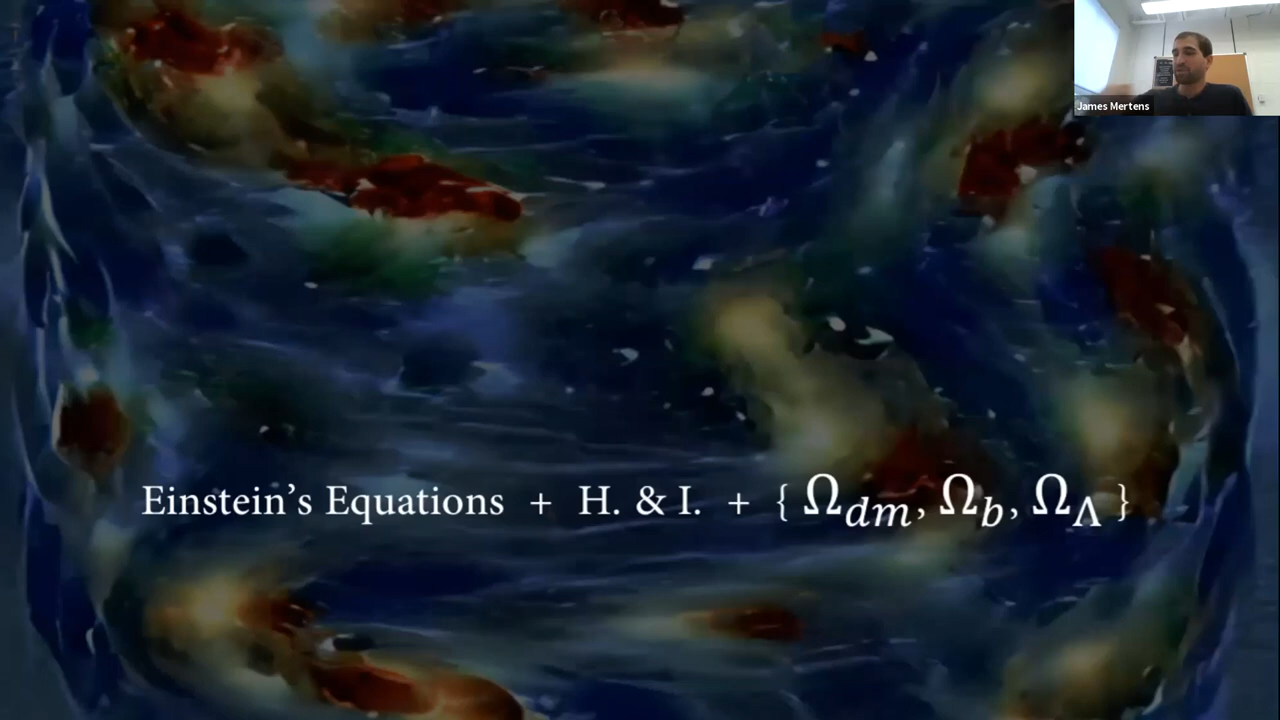 James Mertens
Einstein’s Equations + H. & I. + { Ω_dm, Ω_b, Ω_Λ }